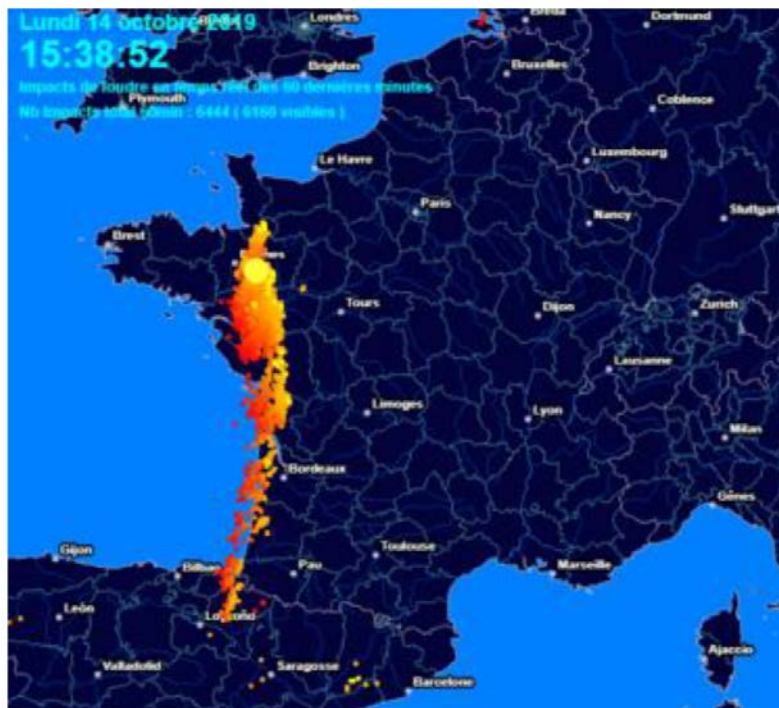 Lundi 14 octobre 2019
15:38:52
Impacts de foudre en temps réel des 60 dernières minutes
Nb impacts total 60min : 6444 ( 6160 visibles )
Londres
Breda
Dortmund
Brighton
Bruxelles
Plymouth
Coblence
Le Havre
Luxembourg
Paris
Nancy
Stuttgart
Brest
Tours
Dijon
Zurich
Lausanne
Limoges
Lyon
Milan
Bordeaux
Gênes
Gijon
Bilbao
Pau
Toulouse
Marseille
León
Ajaccio
Valladolid
Saragosse
Barcelone